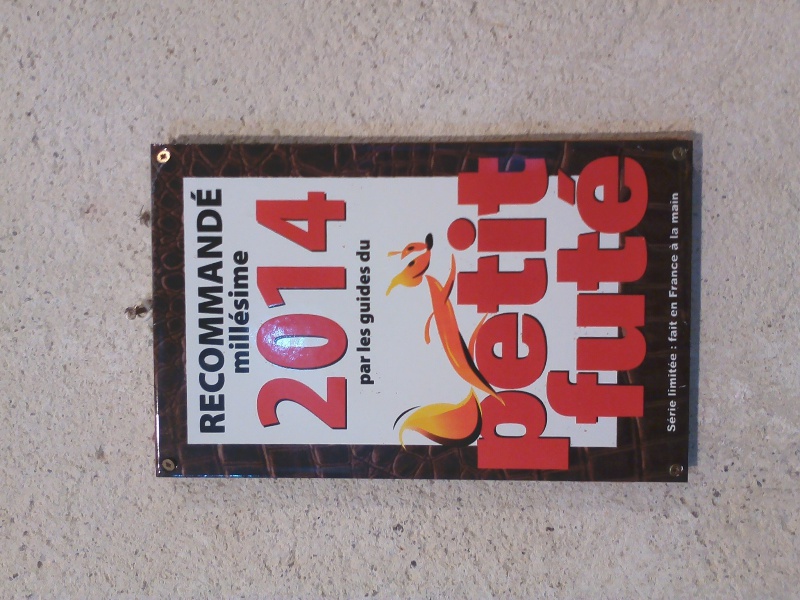 RECOMMANDÉ
millésime
2014
par les guides du
petit
futé
Série limitée : fait en France à la main